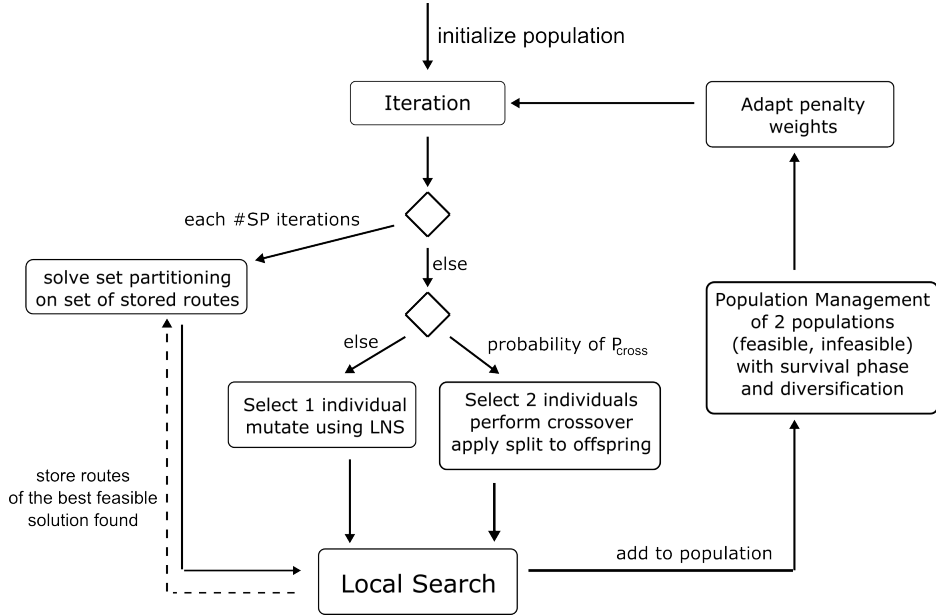 initialize population
Iteration
Adapt penalty
weights
each #SP iterations
else
solve set partitioning
on set of stored routes
Population Management
of 2 populations
(feasible, infeasible)
with survival phase
and diversification
else
probability of Pcross
Select 1 individual
mutate using LNS
Select 2 individuals
perform crossover
apply split to offspring
store routes
of the best feasible
solution found
add to population
Local Search